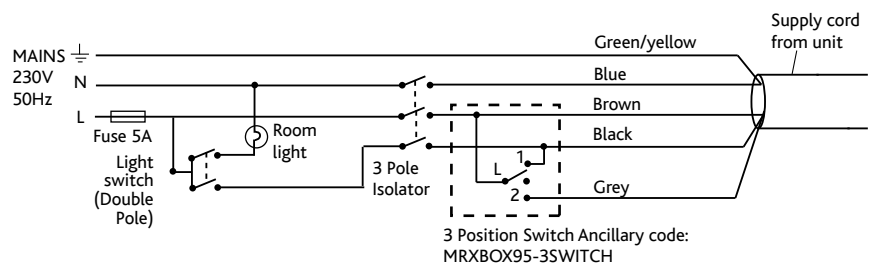 Supply cord
from unit
MAINS
230V
50Hz
Green/yellow
N
Blue
L
Brown
Fuse 5A
Room
light
Black
Light
switch
(Double
Pole)
3 Pole
Isolator
L
1
2
Grey
3 Position Switch Ancillary code:
MRXBOX95-3SWITCH